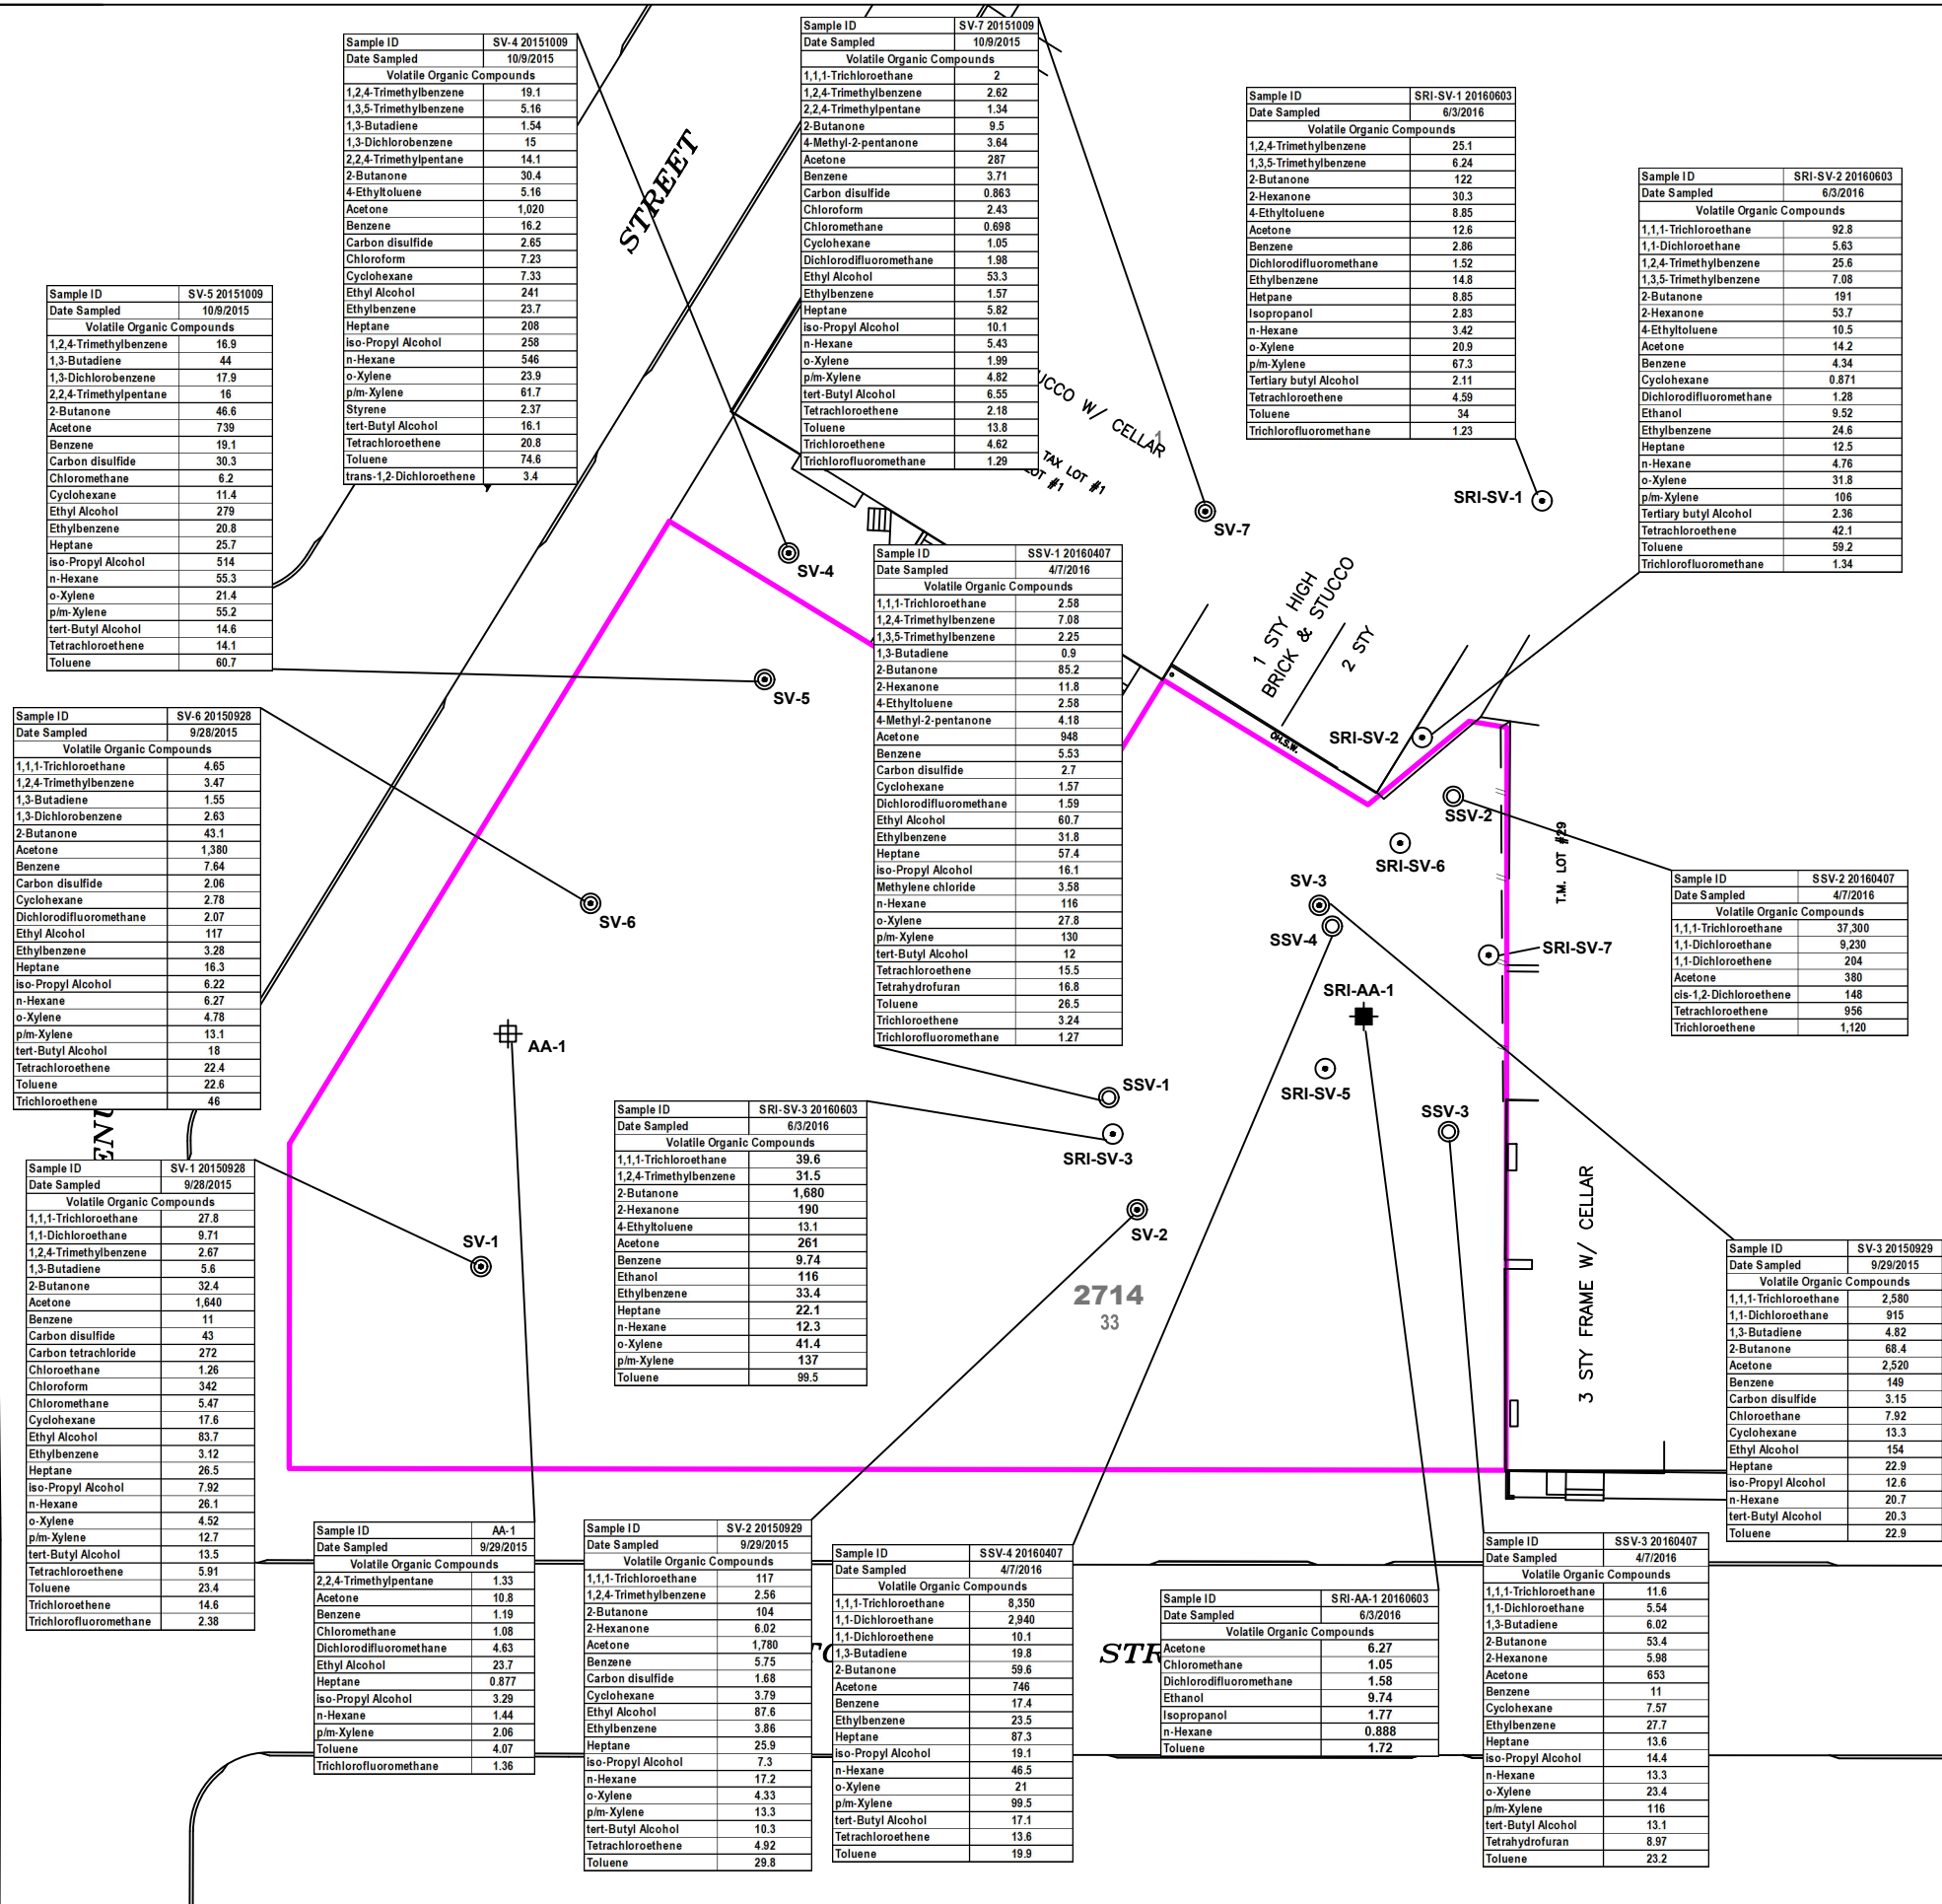 Sample ID SV-4 20151009
Date Sampled 10/9/2015
Volatile Organic Compounds
1,2,4-Trimethylbenzene 19.1
1,3,5-Trimethylbenzene 5.16
1,3-Butadiene 1.54
1,3-Dichlorobenzene 15
2,2,4-Trimethylpentane 14.1
2-Butanone 30.4
4-Ethyltoluene 5.16
Acetone 1,020
Benzene 16.2
Carbon disulfide 2.65
Chloroform 7.23
Cyclohexane 7.33
Ethyl Alcohol 241
Ethylbenzene 23.7
Heptane 208
iso-Propyl Alcohol 258
n-Hexane 546
o-Xylene 23.9
p/m-Xylene 61.7
Styrene 2.37
tert-Butyl Alcohol 16.1
Tetrachloroethene 20.8
Toluene 74.6
trans-1,2-Dichloroethene 3.4
Sample ID SV-7 20151009
Date Sampled 10/9/2015
Volatile Organic Compounds
1,1,1-Trichloroethane 2
1,2,4-Trimethylbenzene 2.62
2,2,4-Trimethylpentane 1.34
2-Butanone 9.5
4-Methyl-2-pentanone 3.64
Acetone 287
Benzene 3.71
Carbon disulfide 0.863
Chloroform 2.43
Chloromethane 0.698
Cyclohexane 1.05
Dichlorodifluoromethane 1.98
Ethyl Alcohol 53.3
Ethylbenzene 1.57
Heptane 5.82
iso-Propyl Alcohol 10.1
n-Hexane 5.43
o-Xylene 1.99
p/m-Xylene 4.82
tert-Butyl Alcohol 6.55
Tetrachloroethene 2.18
Toluene 13.8
Trichloroethene 4.62
Trichlorofluoromethane 1.29
Sample ID SRI-SV-1 20160603
Date Sampled 6/3/2016
Volatile Organic Compounds
1,2,4-Trimethylbenzene 25.1
1,3,5-Trimethylbenzene 6.24
2-Butanone 122
2-Hexanone 30.3
4-Ethyltoluene 8.85
Acetone 12.6
Benzene 2.86
Dichlorodifluoromethane 1.52
Ethylbenzene 14.8
Hetpane 8.85
Isopropanol 2.83
n-Hexane 3.42
o-Xylene 20.9
p/m-Xylene 67.3
Tertiary butyl Alcohol 2.11
Tetrachloroethene 4.59
Toluene 34
Trichlorofluoromethane 1.23
Sample ID SRI-SV-2 20160603
Date Sampled 6/3/2016
Volatile Organic Compounds
1,1,1-Trichloroethane 92.8
1,1-Dichloroethane 5.63
1,2,4-Trimethylbenzene 25.6
1,3,5-Trimethylbenzene 7.08
2-Butanone 191
2-Hexanone 53.7
4-Ethyltoluene 10.5
Acetone 14.2
Benzene 4.34
Cyclohexane 0.871
Dichlorodifluoromethane 1.28
Ethanol 9.52
Ethylbenzene 24.6
Heptane 12.5
n-Hexane 4.76
o-Xylene 31.8
p/m-Xylene 106
Tertiary butyl Alcohol 2.36
Tetrachloroethene 42.1
Toluene 59.2
Trichlorofluoromethane 1.34
STREET
UCCO W/ CELLAR
1
TAX LOT #1
LOT #1
Sample ID SV-5 20151009
Date Sampled 10/9/2015
Volatile Organic Compounds
1,2,4-Trimethylbenzene 16.9
1,3-Butadiene 44
1,3-Dichlorobenzene 17.9
2,2,4-Trimethylpentane 16
2-Butanone 46.6
Acetone 739
Benzene 19.1
Carbon disulfide 30.3
Chloromethane 6.2
Cyclohexane 11.4
Ethyl Alcohol 279
Ethylbenzene 20.8
Heptane 25.7
iso-Propyl Alcohol 514
n-Hexane 55.3
o-Xylene 21.4
p/m-Xylene 55.2
tert-Butyl Alcohol 14.6
Tetrachloroethene 14.1
Toluene 60.7
SRI-SV-1
SV-7
SV-4
SV-5
Sample ID SSV-1 20160407
Date Sampled 4/7/2016
Volatile Organic Compounds
1,1,1-Trichloroethane 2.58
1,2,4-Trimethylbenzene 7.08
1,3,5-Trimethylbenzene 2.25
1,3-Butadiene 0.9
2-Butanone 85.2
2-Hexanone 11.8
4-Ethyltoluene 2.58
4-Methyl-2-pentanone 4.18
Acetone 948
Benzene 5.53
Carbon disulfide 2.7
Cyclohexane 1.57
Dichlorodifluoromethane 1.59
Ethyl Alcohol 60.7
Ethylbenzene 31.8
Heptane 57.4
iso-Propyl Alcohol 16.1
Methylene chloride 3.58
n-Hexane 116
o-Xylene 27.8
p/m-Xylene 130
tert-Butyl Alcohol 12
Tetrachloroethene 15.5
Tetrahydrofuran 16.8
Toluene 26.5
Trichloroethene 3.24
Trichlorofluoromethane 1.27
1 STY HIGH
BRICK & STUCCO
2 STY
OH.S.W.
SRI-SV-2
SSV-2
SRI-SV-6
T.M. LOT #29
SV-3
SSV-4
SRI-SV-7
SRI-AA-1
SRI-SV-5
SSV-3
Sample ID SV-6 20150928
Date Sampled 9/28/2015
Volatile Organic Compounds
1,1,1-Trichloroethane 4.65
1,2,4-Trimethylbenzene 3.47
1,3-Butadiene 1.55
1,3-Dichlorobenzene 2.63
2-Butanone 43.1
Acetone 1,380
Benzene 7.64
Carbon disulfide 2.06
Cyclohexane 2.78
Dichlorodifluoromethane 2.07
Ethyl Alcohol 117
Ethylbenzene 3.28
Heptane 16.3
iso-Propyl Alcohol 6.22
n-Hexane 6.27
o-Xylene 4.78
p/m-Xylene 13.1
tert-Butyl Alcohol 18
Tetrachloroethene 22.4
Toluene 22.6
Trichloroethene 46
SV-6
AA-1
Sample ID SSV-2 20160407
Date Sampled 4/7/2016
Volatile Organic Compounds
1,1,1-Trichloroethane 37,300
1,1-Dichloroethane 9,230
1,1-Dichloroethene 204
Acetone 380
cis-1,2-Dichloroethene 148
Tetrachloroethene 956
Trichloroethene 1,120
SSV-1
SRI-SV-3
SV-2
2714
33
ENU
Sample ID SRI-SV-3 20160603
Date Sampled 6/3/2016
Volatile Organic Compounds
1,1,1-Trichloroethane 39.6
1,2,4-Trimethylbenzene 31.5
2-Butanone 1,680
2-Hexanone 190
4-Ethyltoluene 13.1
Acetone 261
Benzene 9.74
Ethanol 116
Ethylbenzene 33.4
Heptane 22.1
n-Hexane 12.3
o-Xylene 41.4
p/m-Xylene 137
Toluene 99.5
Sample ID SV-1 20150928
Date Sampled 9/28/2015
Volatile Organic Compounds
1,1,1-Trichloroethane 27.8
1,1-Dichloroethane 9.71
1,2,4-Trimethylbenzene 2.67
1,3-Butadiene 5.6
2-Butanone 32.4
Acetone 1,640
Benzene 11
Carbon disulfide 43
Carbon tetrachloride 272
Chloroethane 1.26
Chloroform 342
Chloromethane 5.47
Cyclohexane 17.6
Ethyl Alcohol 83.7
Ethylbenzene 3.12
Heptane 26.5
iso-Propyl Alcohol 7.92
n-Hexane 26.1
o-Xylene 4.52
p/m-Xylene 12.7
tert-Butyl Alcohol 13.5
Tetrachloroethene 5.91
Toluene 23.4
Trichloroethene 14.6
Trichlorofluoromethane 2.38
SV-1
3 STY FRAME W/ CELLAR
Sample ID SV-3 20150929
Date Sampled 9/29/2015
Volatile Organic Compounds
1,1,1-Trichloroethane 2,580
1,1-Dichloroethane 915
1,3-Butadiene 4.82
2-Butanone 68.4
Acetone 2,520
Benzene 149
Carbon disulfide 3.15
Chloroethane 7.92
Cyclohexane 13.3
Ethyl Alcohol 154
Heptane 22.9
iso-Propyl Alcohol 12.6
n-Hexane 20.7
tert-Butyl Alcohol 20.3
Toluene 22.9
Sample ID AA-1
Date Sampled 9/29/2015
Volatile Organic Compounds
2,2,4-Trimethylpentane 1.33
Acetone 10.8
Benzene 1.19
Chloromethane 1.08
Dichlorodifluoromethane 4.63
Ethyl Alcohol 23.7
Heptane 0.877
iso-Propyl Alcohol 3.29
n-Hexane 1.44
p/m-Xylene 2.06
Toluene 4.07
Trichlorofluoromethane 1.36
Sample ID SV-2 20150929
Date Sampled 9/29/2015
Volatile Organic Compounds
1,1,1-Trichloroethane 117
1,2,4-Trimethylbenzene 2.56
2-Butanone 104
2-Hexanone 6.02
Acetone 1,780
Benzene 5.75
Carbon disulfide 1.68
Cyclohexane 3.79
Ethyl Alcohol 87.6
Ethylbenzene 3.86
Heptane 25.9
iso-Propyl Alcohol 7.3
n-Hexane 17.2
o-Xylene 4.33
p/m-Xylene 13.3
tert-Butyl Alcohol 10.3
Tetrachloroethene 4.92
Toluene 29.8
Sample ID SSV-4 20160407
Date Sampled 4/7/2016
Volatile Organic Compounds
1,1,1-Trichloroethane 8,350
1,1-Dichloroethane 2,940
1,1-Dichloroethene 10.1
1,3-Butadiene 19.8
2-Butanone 59.6
Acetone 746
Benzene 17.4
Ethylbenzene 23.5
Heptane 87.3
iso-Propyl Alcohol 19.1
n-Hexane 46.5
o-Xylene 21
p/m-Xylene 99.5
tert-Butyl Alcohol 17.1
Tetrachloroethene 13.6
Toluene 19.9
STR
Sample ID SRI-AA-1 20160603
Date Sampled 6/3/2016
Volatile Organic Compounds
Acetone 6.27
Chloromethane 1.05
Dichlorodifluoromethane 1.58
Ethanol 9.74
Isopropanol 1.77
n-Hexane 0.888
Toluene 1.72
Sample ID SSV-3 20160407
Date Sampled 4/7/2016
Volatile Organic Compounds
1,1,1-Trichloroethane 11.6
1,1-Dichloroethane 5.54
1,3-Butadiene 6.02
2-Butanone 53.4
2-Hexanone 5.98
Acetone 653
Benzene 11
Cyclohexane 7.57
Ethylbenzene 27.7
Heptane 13.6
iso-Propyl Alcohol 14.4
n-Hexane 13.3
o-Xylene 23.4
p/m-Xylene 116
tert-Butyl Alcohol 13.1
Tetrahydrofuran 8.97
Toluene 23.2